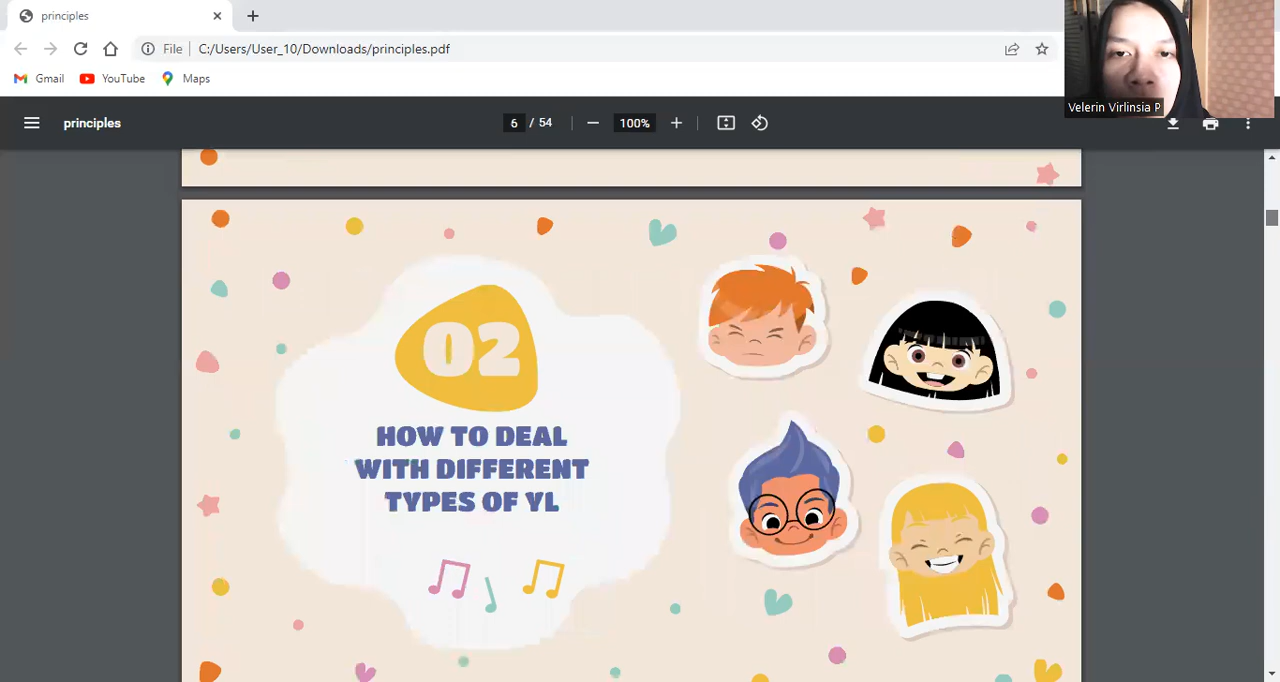 principles
File C:/Users/User_10/Downloads/principles.pdf
Gmail YouTube Maps
Velerin Virlinsia P
principles 6 / 54 100%
02
HOW TO DEAL
WITH DIFFERENT
TYPES OF YL